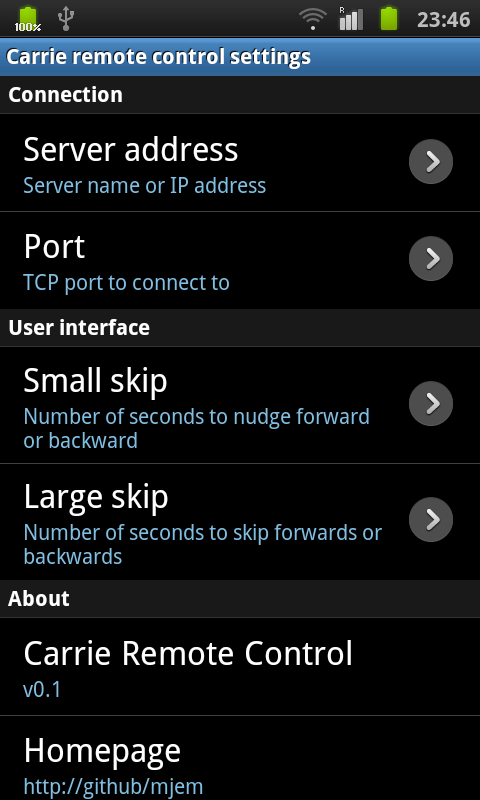 100%
R
23:46
Carrie remote control settings
Connection
Server address
Server name or IP address
Port
TCP port to connect to
User interface
Small skip
Number of seconds to nudge forward
or backward
Large skip
Number of seconds to skip forwards or
backwards
About
Carrie Remote Control
v0.1
Homepage
http://github/mjem